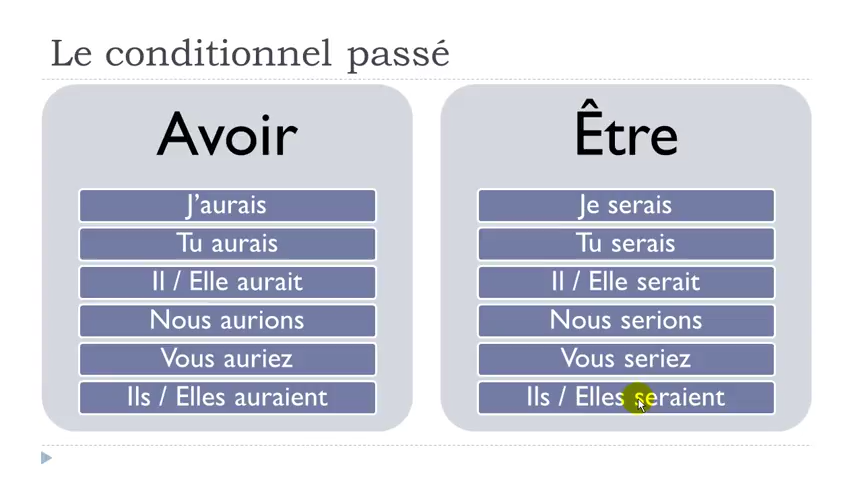 Le conditionnel passé
Avoir
J'aurais
Tu aurais
Il / Elle aurait
Nous aurions
Vous auriez
Ils / Elles auraient
Être
Je serais
Tu serais
Il / Elle serait
Nous serions
Vous seriez
Ils / Elles seraient